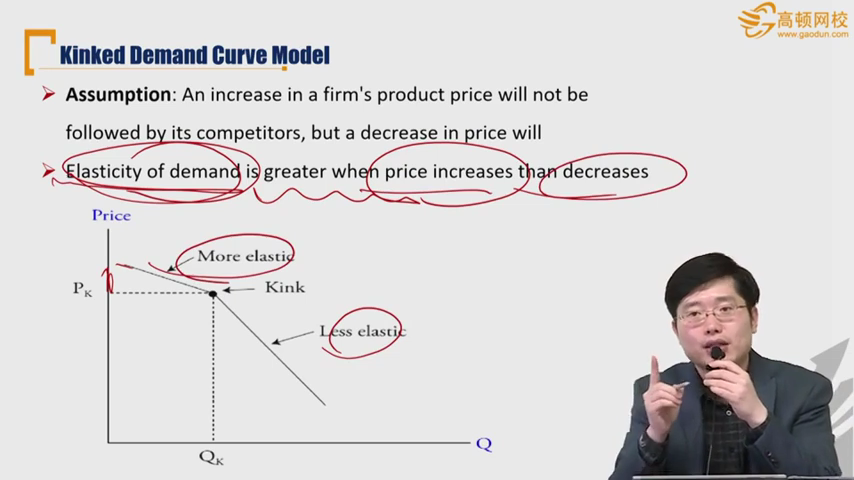 高顿网校
www.gaodun.com
Kinked Demand Curve Model
Assumption: An increase in a firm's product price will not be
followed by its competitors, but a decrease in price will
Elasticity of demand is greater when price increases than decreases
Price
More elastic
PK
Kink
Less elastic
Q
QK